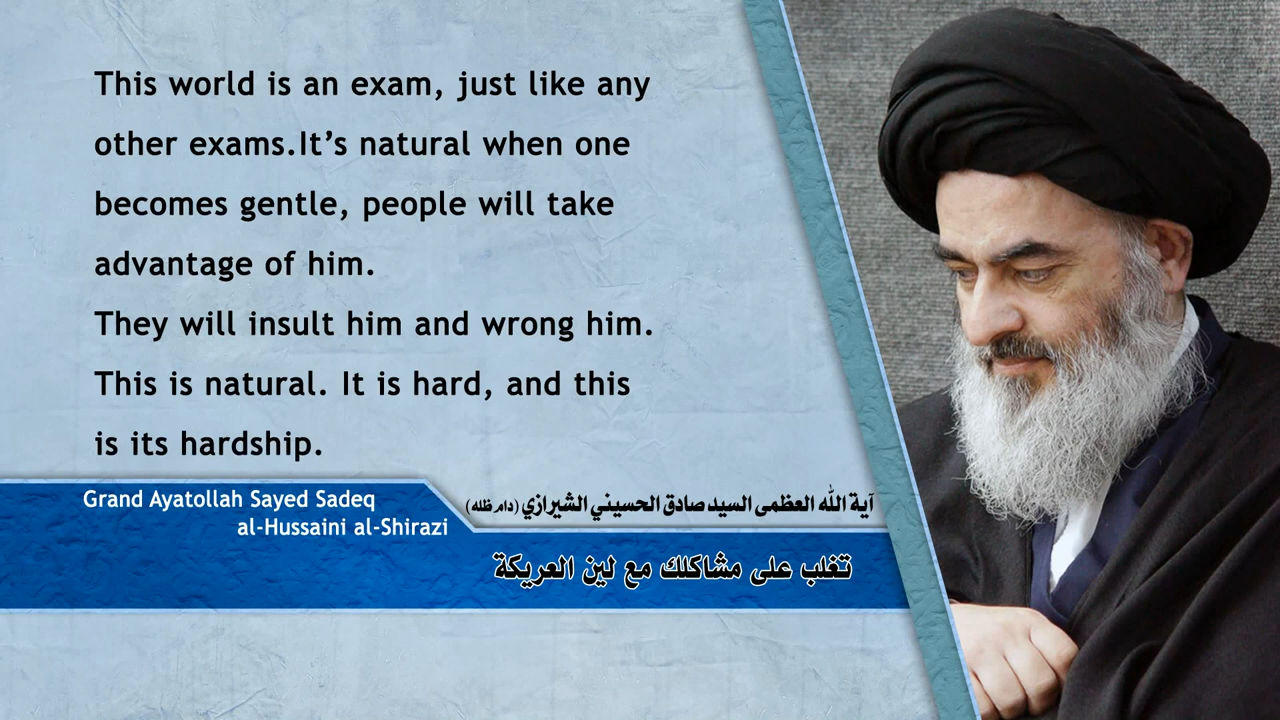 This world is an exam, just like any
other exams.It’s natural when one
becomes gentle, people will take
advantage of him.
They will insult him and wrong him.
This is natural. It is hard, and this
is its hardship.
Grand Ayatollah Sayed Sadeq
al-Hussaini al-Shirazi
آية الله العظمى السيد صادق الحسيني الشيرازي (دام ظله)
تغلب على مشاكلك مع لين العريكة